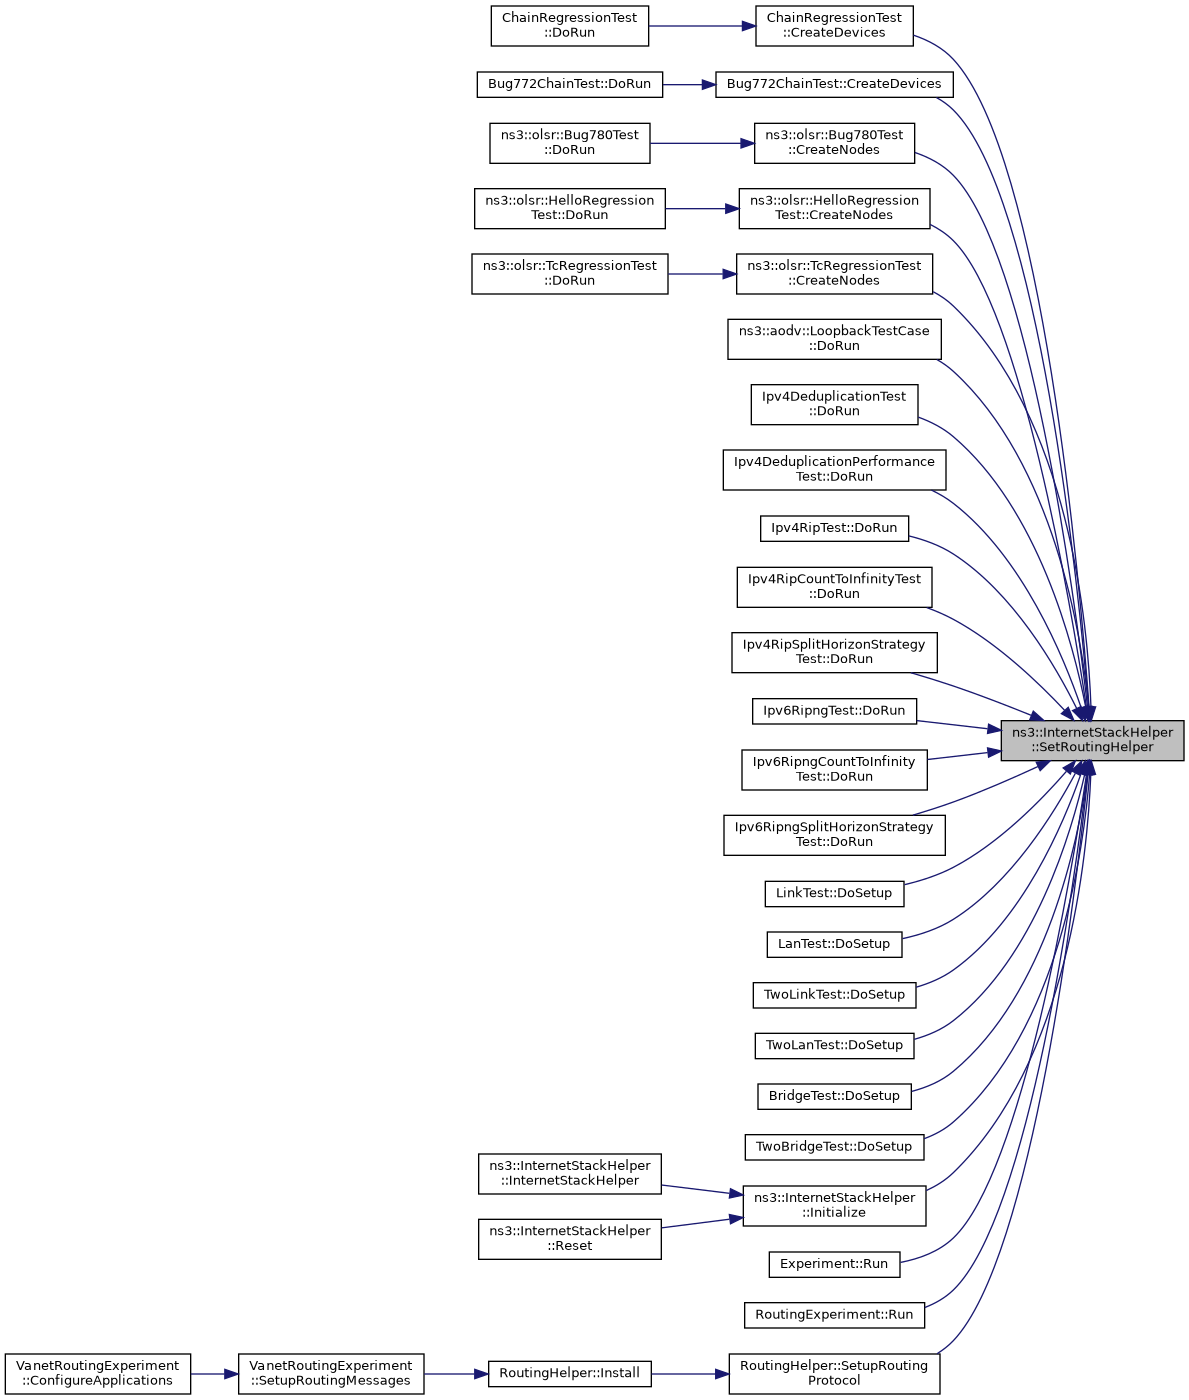 ChainRegressionTest
::DoRun
ChainRegressionTest
::CreateDevices
Bug772ChainTest::DoRun
Bug772ChainTest::CreateDevices
ns3::olsr::Bug780Test
::DoRun
ns3::olsr::Bug780Test
::CreateNodes
ns3::olsr::HelloRegression
Test::DoRun
ns3::olsr::HelloRegression
Test::CreateNodes
ns3::olsr::TcRegressionTest
::DoRun
ns3::olsr::TcRegressionTest
::CreateNodes
ns3::aodv::LoopbackTestCase
::DoRun
Ipv4DeduplicationTest
::DoRun
Ipv4DeduplicationPerformance
Test::DoRun
Ipv4RipTest::DoRun
Ipv4RipCountToInfinityTest
::DoRun
Ipv4RipSplitHorizonStrategy
Test::DoRun
Ipv6RipngTest::DoRun
ns3::InternetStackHelper
::SetRoutingHelper
Ipv6RipngCountToInfinity
Test::DoRun
Ipv6RipngSplitHorizonStrategy
Test::DoRun
LinkTest::DoSetup
LanTest::DoSetup
TwoLinkTest::DoSetup
TwoLanTest::DoSetup
BridgeTest::DoSetup
TwoBridgeTest::DoSetup
ns3::InternetStackHelper
::InternetStackHelper
ns3::InternetStackHelper
::Initialize
ns3::InternetStackHelper
::Reset
Experiment::Run
RoutingExperiment::Run
VanetRoutingExperiment
::ConfigureApplications
VanetRoutingExperiment
::SetupRoutingMessages
RoutingHelper::Install
RoutingHelper::SetupRouting
Protocol